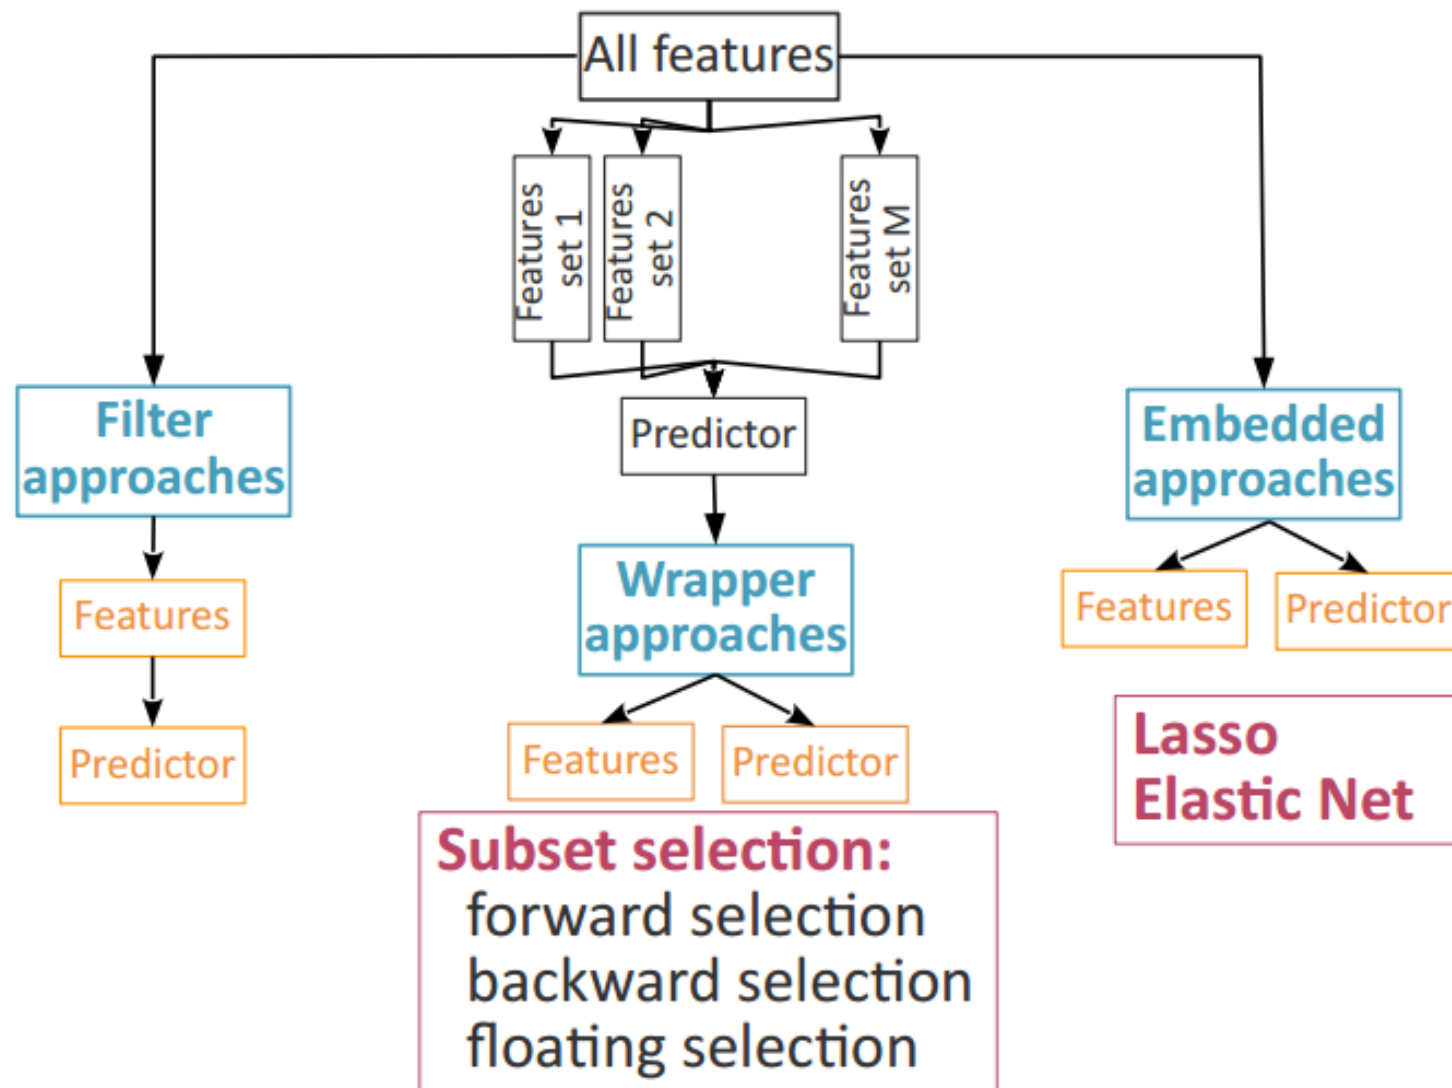 All features
Features
set 1
Features
set 2
Features
set M
Predictor
Filter
approaches
Features
Predictor
Wrapper
approaches
Features
Predictor
Subset selection:
forward selection
backward selection
floating selection
Embedded
approaches
Features
Predictor
Lasso
Elastic Net